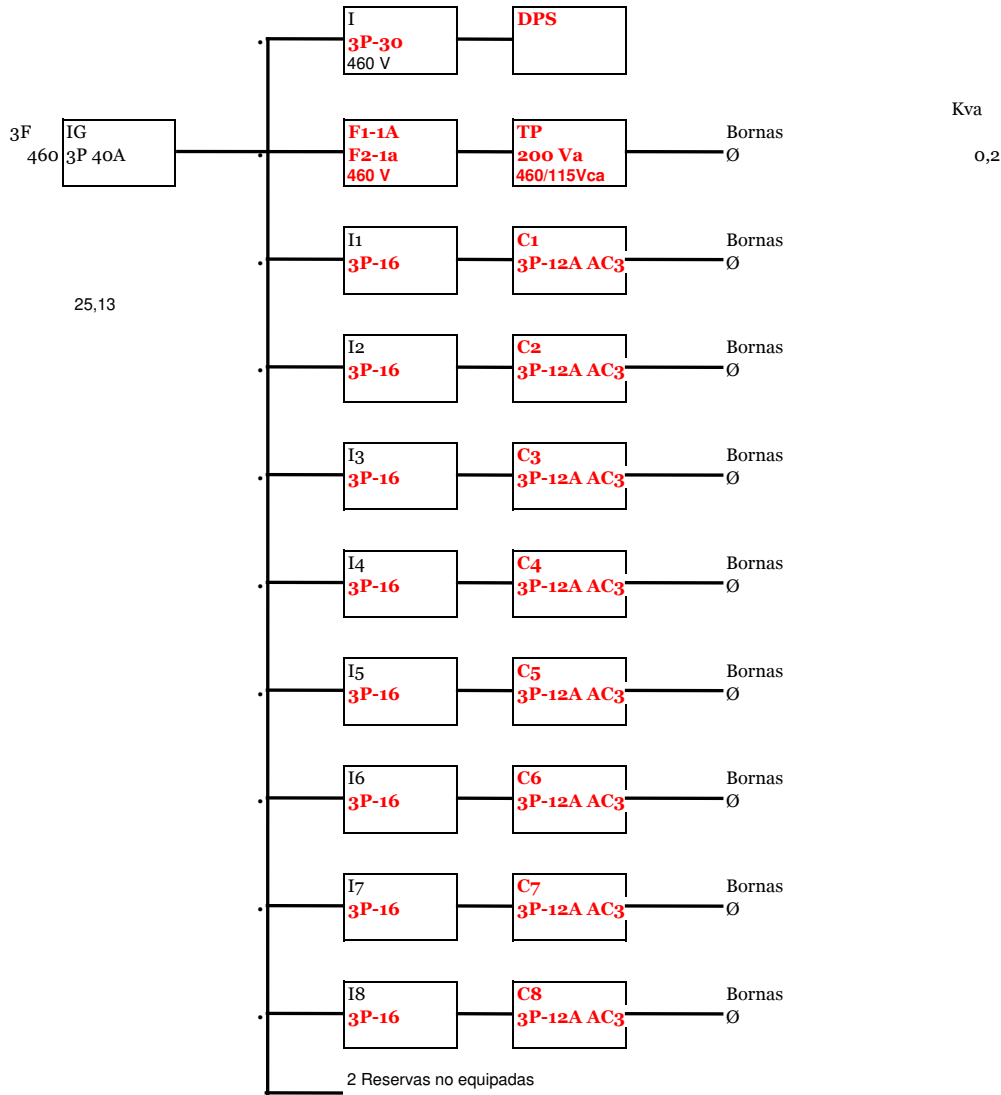 I
3P-30
460 V
DPS
Kva
3F
460
IG
3P 40A
F1-1A
F2-1a
460 V
TP
200 Va
460/115Vca
Bornas
Ø
0,2
I1
3P-16
C1
3P-12A AC3
Bornas
Ø
25,13
I2
3P-16
C2
3P-12A AC3
Bornas
Ø
I3
3P-16
C3
3P-12A AC3
Bornas
Ø
I4
3P-16
C4
3P-12A AC3
Bornas
Ø
I5
3P-16
C5
3P-12A AC3
Bornas
Ø
I6
3P-16
C6
3P-12A AC3
Bornas
Ø
I7
3P-16
C7
3P-12A AC3
Bornas
Ø
I8
3P-16
C8
3P-12A AC3
Bornas
Ø
2 Reservas no equipadas